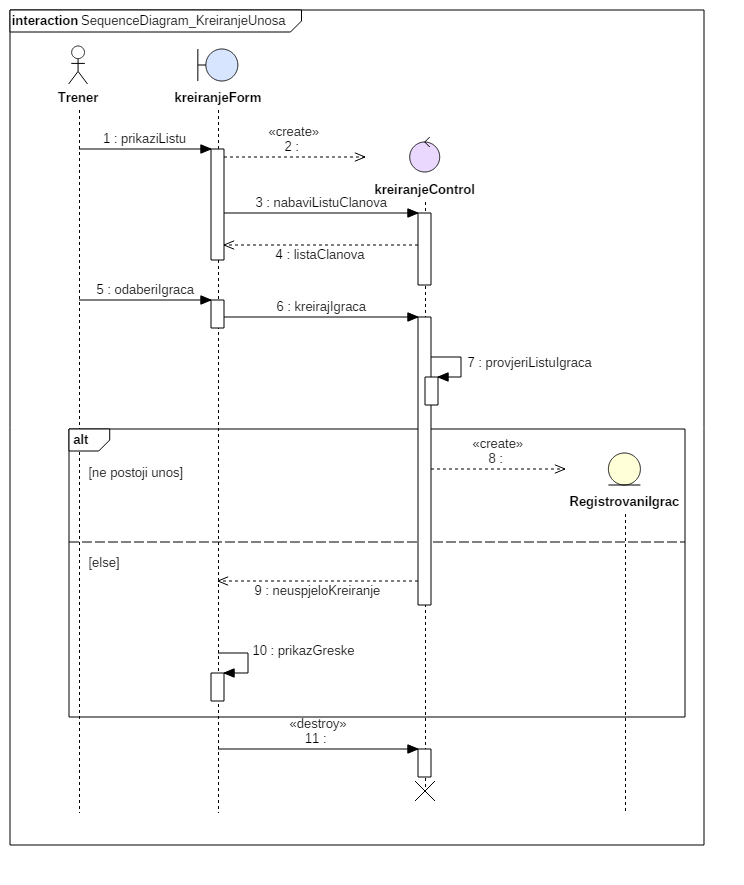 interaction SequenceDiagram_KreiranjeUnosa
Trener
kreiranjeForm
1 : prikaziListu
«create»
2 :
kreiranjeControl
3 : nabaviListuClanova
4 : listaClanova
5 : odaberiIgraca
6 : kreirajIgraca
7 : provjeriListuIgraca
alt
«create»
8 :
[ne postoji unos]
RegistrovaniIgrac
[else]
9 : neuspjeloKreiranje
10 : prikazGreske
«destroy»
11 :